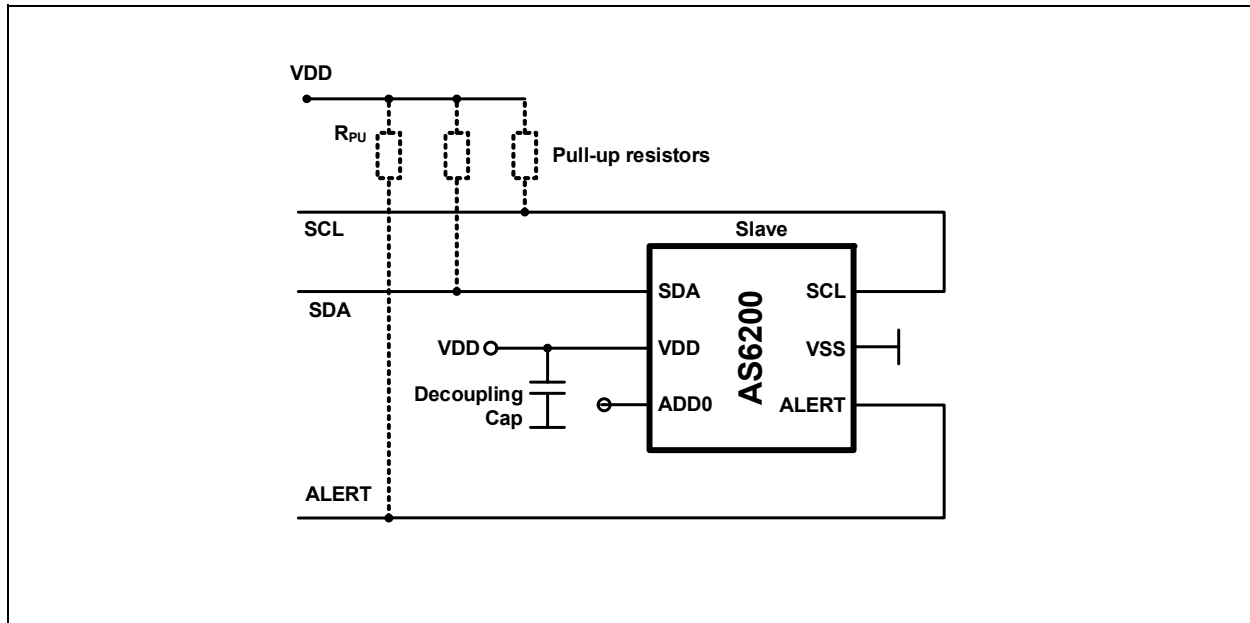 VDD
RPU
Pull-up resistors
SCL
Slave
SDA
SDA
SCL
AS6200
VDD
VDD
VSS
Decoupling
Cap
ADD0
ALERT
ALERT